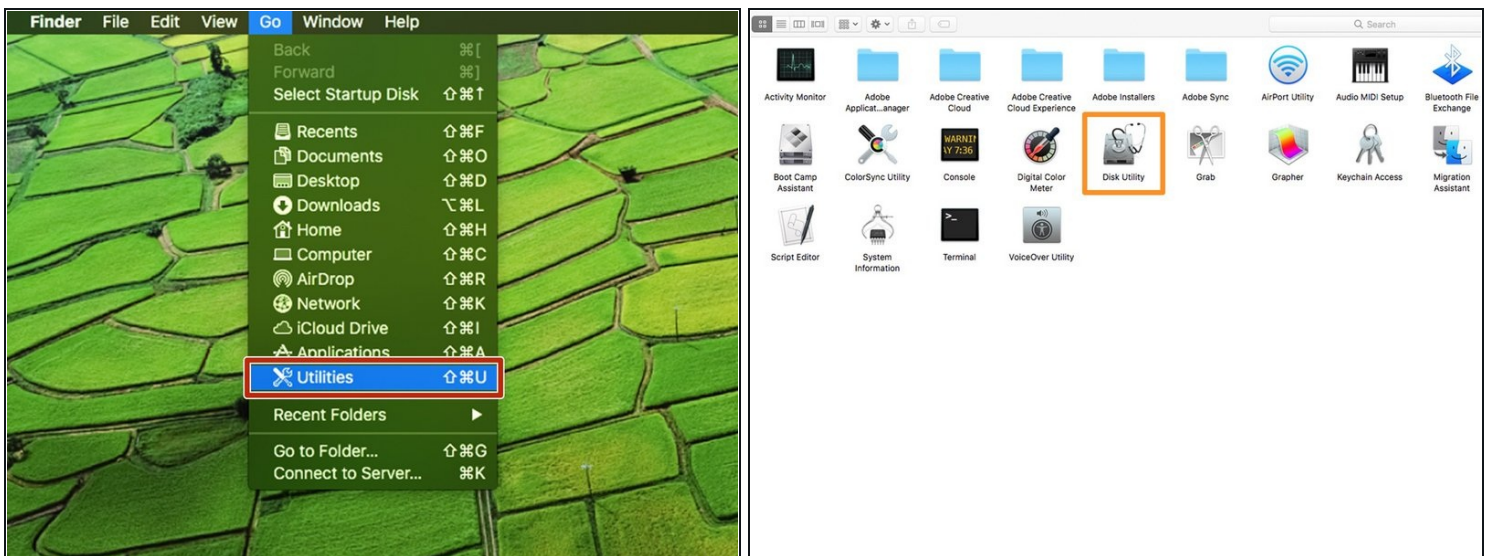 Finder File Edit View Go Window Help
Back ⌘[
Forward ⌘]
Select Startup Disk ⇧⌘↑
Recents ⇧⌘F
Documents ⇧⌘O
Desktop ⇧⌘D
Downloads ⌥⌘L
Home ⇧⌘H
Computer ⇧⌘C
AirDrop ⇧⌘R
Network ⇧⌘K
iCloud Drive ⇧⌘I
Applications ⇧⌘A
Utilities ⇧⌘U
Recent Folders ▶
Go to Folder... ⇧⌘G
Connect to Server... ⌘K
Search
Activity Monitor
Adobe
Applicat...anager
Adobe Creative
Cloud
Adobe Creative
Cloud Experience
Adobe Installers
Adobe Sync
AirPort Utility
Audio MIDI Setup
Bluetooth File
Exchange
WARNIN
AY 7:36
Boot Camp
Assistant
ColorSync Utility
Console
Digital Color
Meter
Disk Utility
Grab
Grapher
Keychain Access
Migration
Assistant
>_
Script Editor
System
Information
Terminal
VoiceOver Utility